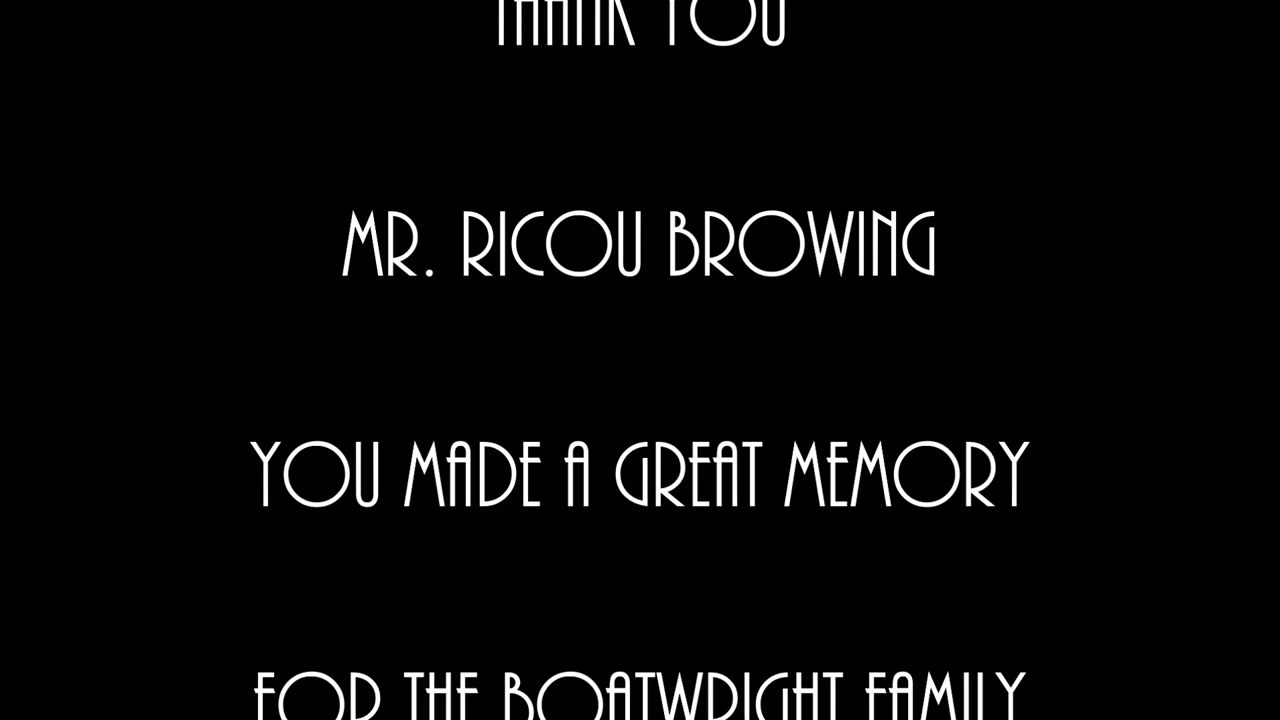 THANK YOU
MR. RICOU BROWING
YOU MADE A GREAT MEMORY
FOR THE BOATWRIGHT FAMILY